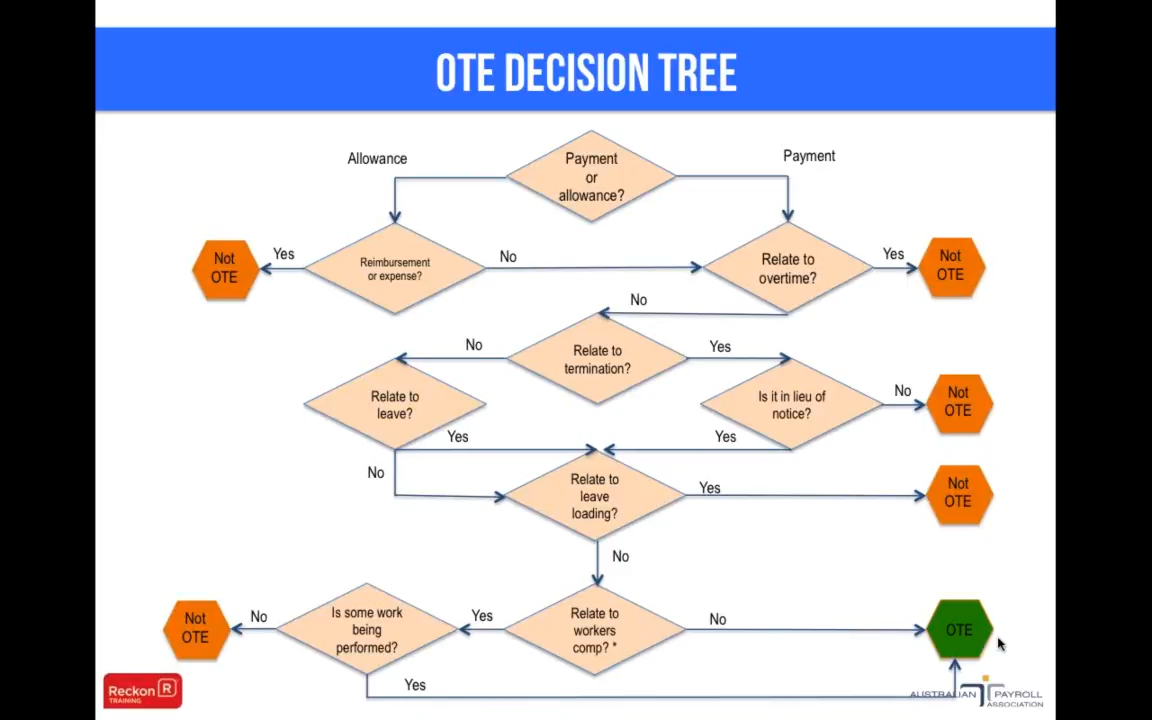 OTE DECISION TREE
Allowance
Payment
or
allowance?
Payment
Not
OTE
Yes
Reimbursement
or expense?
No
Relate to
overtime?
Yes
Not
OTE
No
No
Relate to
termination?
Yes
Relate to
leave?
Is it in lieu of
notice?
No
Not
OTE
Yes
Yes
No
Relate to
leave
loading?
Yes
Not
OTE
No
Not
OTE
No
Is some work
being
performed?
Yes
Relate to
workers
comp? *
No
OTE
Yes
Reckon R
TRAINING
AUSTRALIAN PAYROLL
ASSOCIATION